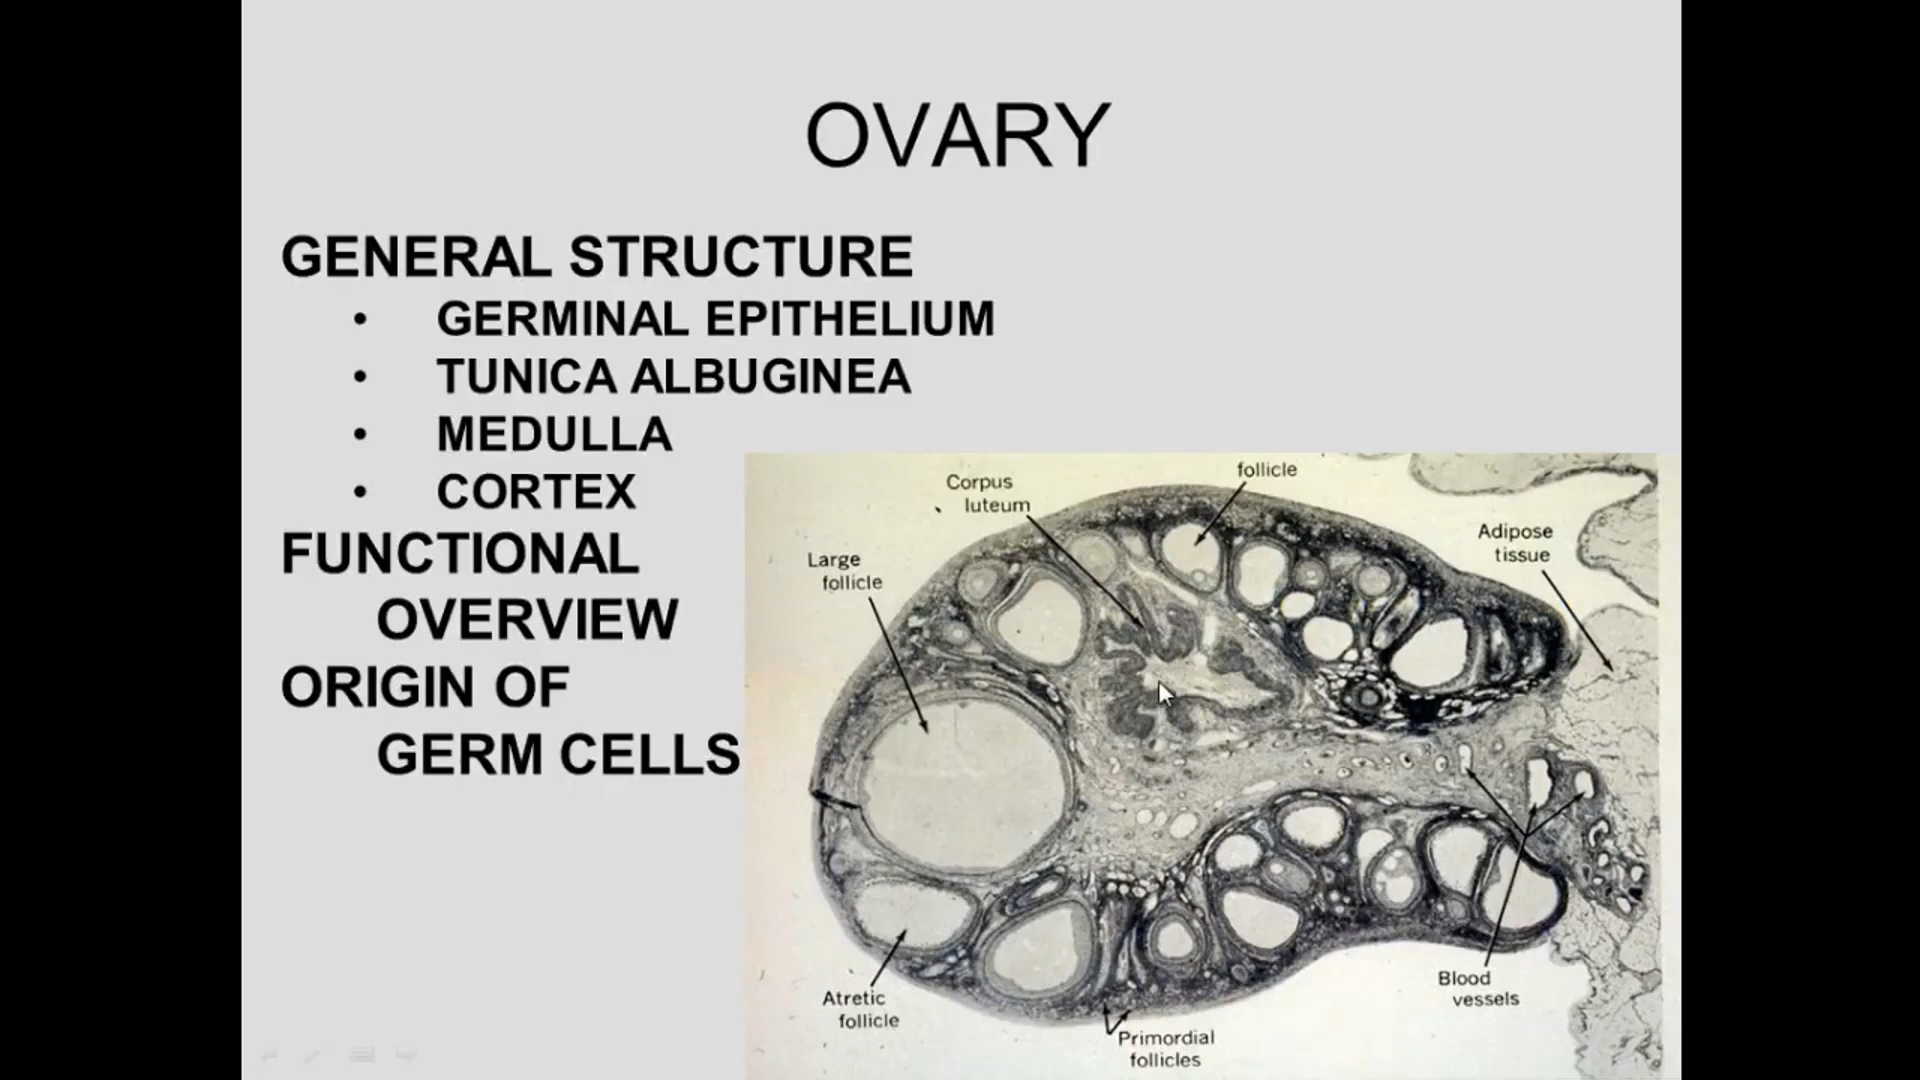 OVARY
GENERAL STRUCTURE
• GERMINAL EPITHELIUM
• TUNICA ALBUGINEA
• MEDULLA
• CORTEX
FUNCTIONAL
OVERVIEW
ORIGIN OF
GERM CELLS
follicle
Corpus
luteum
Adipose
tissue
Large
follicle
Blood
vessels
Atretic
follicle
Primordial
follicles